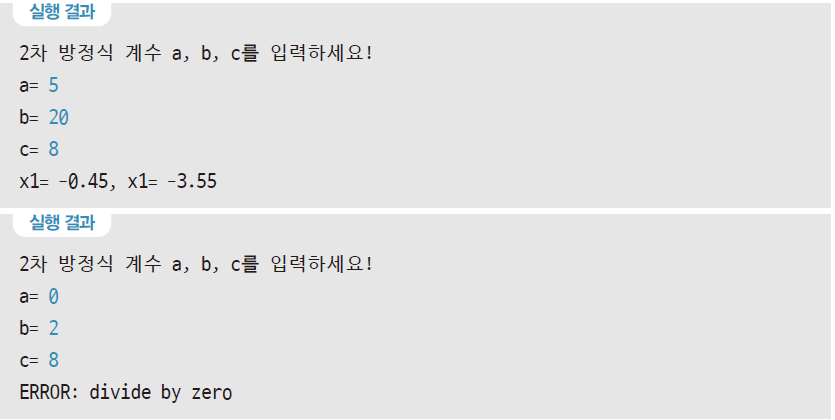 실행 결과
2차 방정식 계수 a, b, c를 입력하세요!
a= 5
b= 20
c= 8
x1= -0.45, x1= -3.55
실행 결과
2차 방정식 계수 a, b, c를 입력하세요!
a= 0
b= 2
c= 8
ERROR: divide by zero